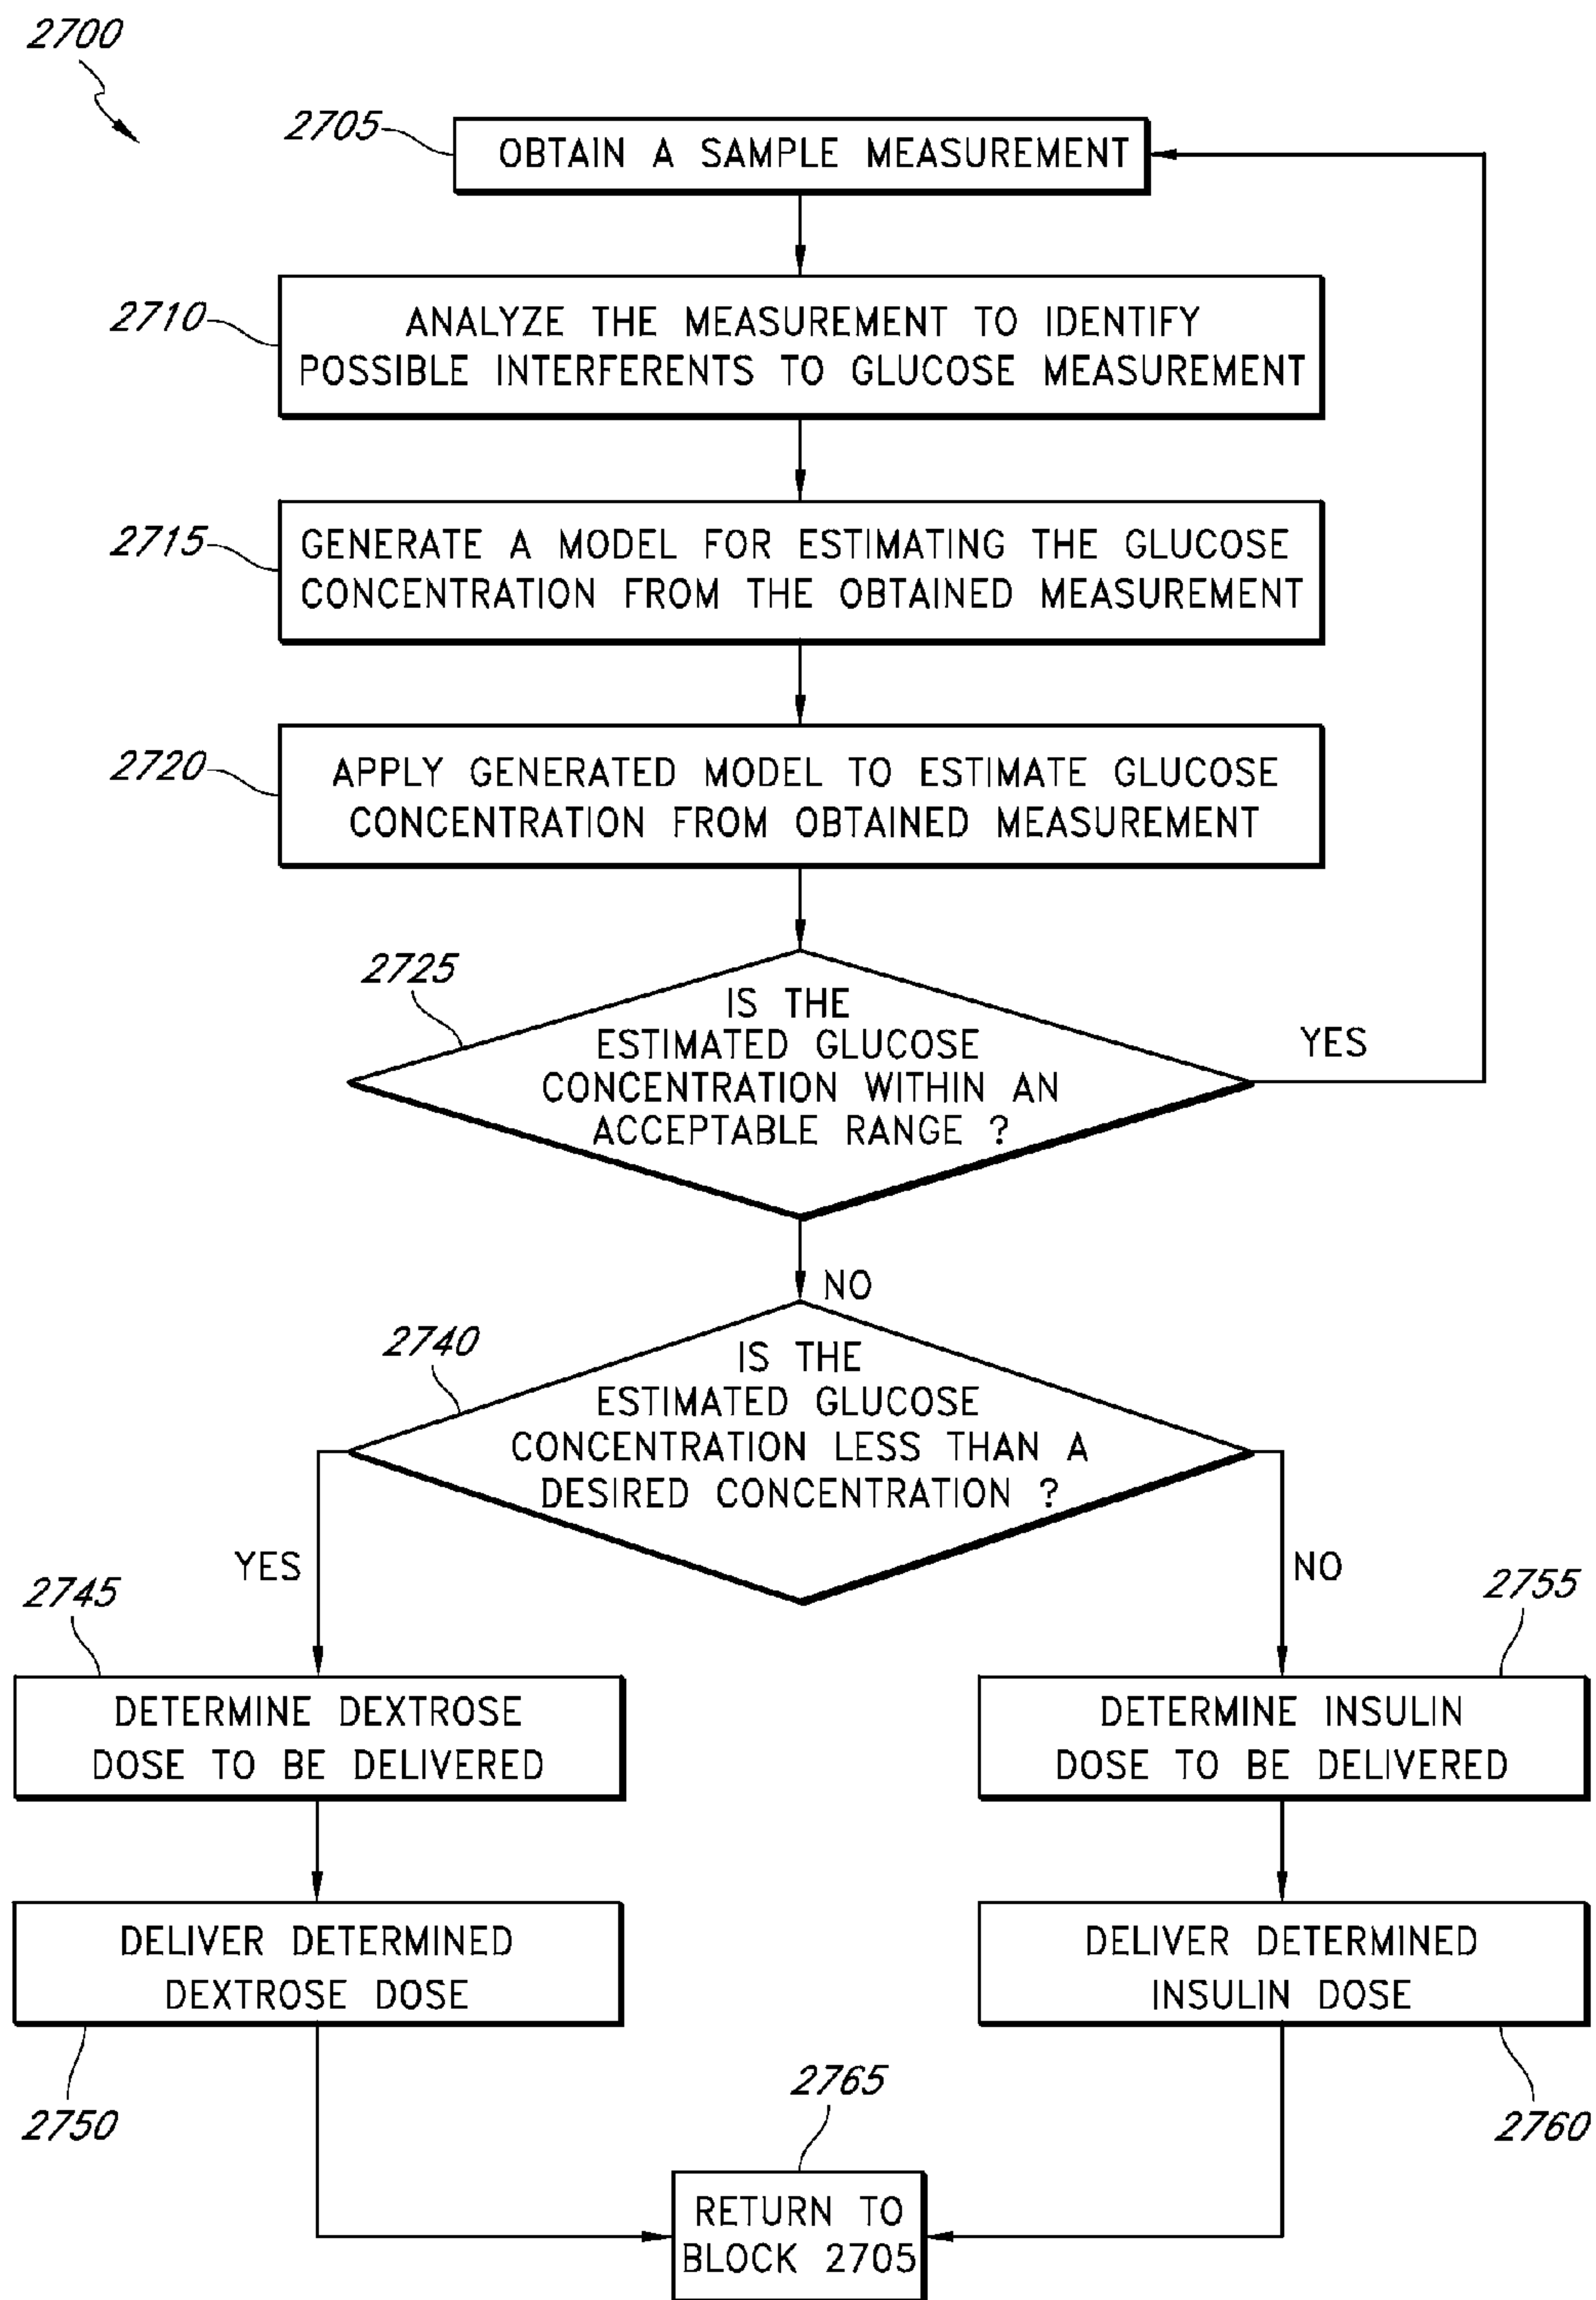 2700
2705
OBTAIN A SAMPLE MEASUREMENT
2710
ANALYZE THE MEASUREMENT TO IDENTIFY
POSSIBLE INTERFERENTS TO GLUCOSE MEASUREMENT
2715
GENERATE A MODEL FOR ESTIMATING THE GLUCOSE
CONCENTRATION FROM THE OBTAINED MEASUREMENT
2720
APPLY GENERATED MODEL TO ESTIMATE GLUCOSE
CONCENTRATION FROM OBTAINED MEASUREMENT
2725
IS THE
ESTIMATED GLUCOSE
CONCENTRATION WITHIN AN
ACCEPTABLE RANGE ?
YES
NO
2740
IS THE
ESTIMATED GLUCOSE
CONCENTRATION LESS THAN A
DESIRED CONCENTRATION ?
YES
NO
2745
DETERMINE DEXTROSE
DOSE TO BE DELIVERED
2755
DETERMINE INSULIN
DOSE TO BE DELIVERED
DELIVER DETERMINED
DEXTROSE DOSE
2750
DELIVER DETERMINED
INSULIN DOSE
2760
2765
RETURN TO
BLOCK 2705